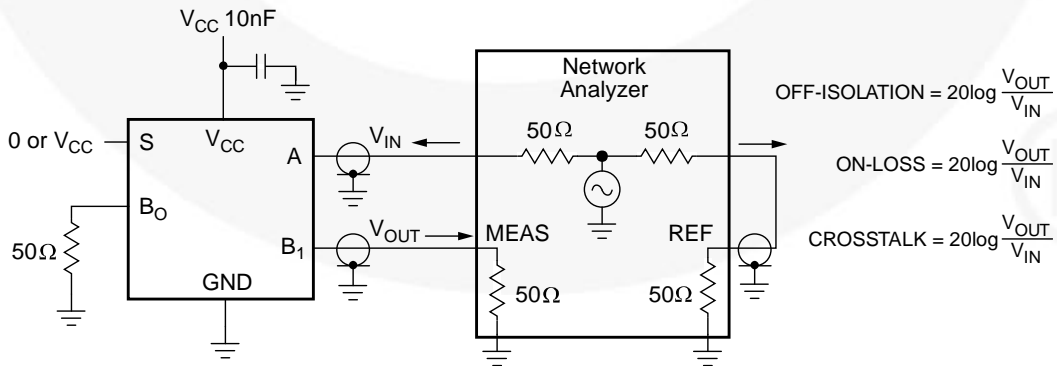 V_CC 10nF
Network
Analyzer
OFF-ISOLATION = 20log V_OUT / V_IN
50Ω
50Ω
0 or V_CC
S
V_CC
A
V_IN
ON-LOSS = 20log V_OUT / V_IN
B_O
50Ω
B_1
V_OUT
MEAS
REF
CROSSTALK = 20log V_OUT / V_IN
GND
50Ω
50Ω